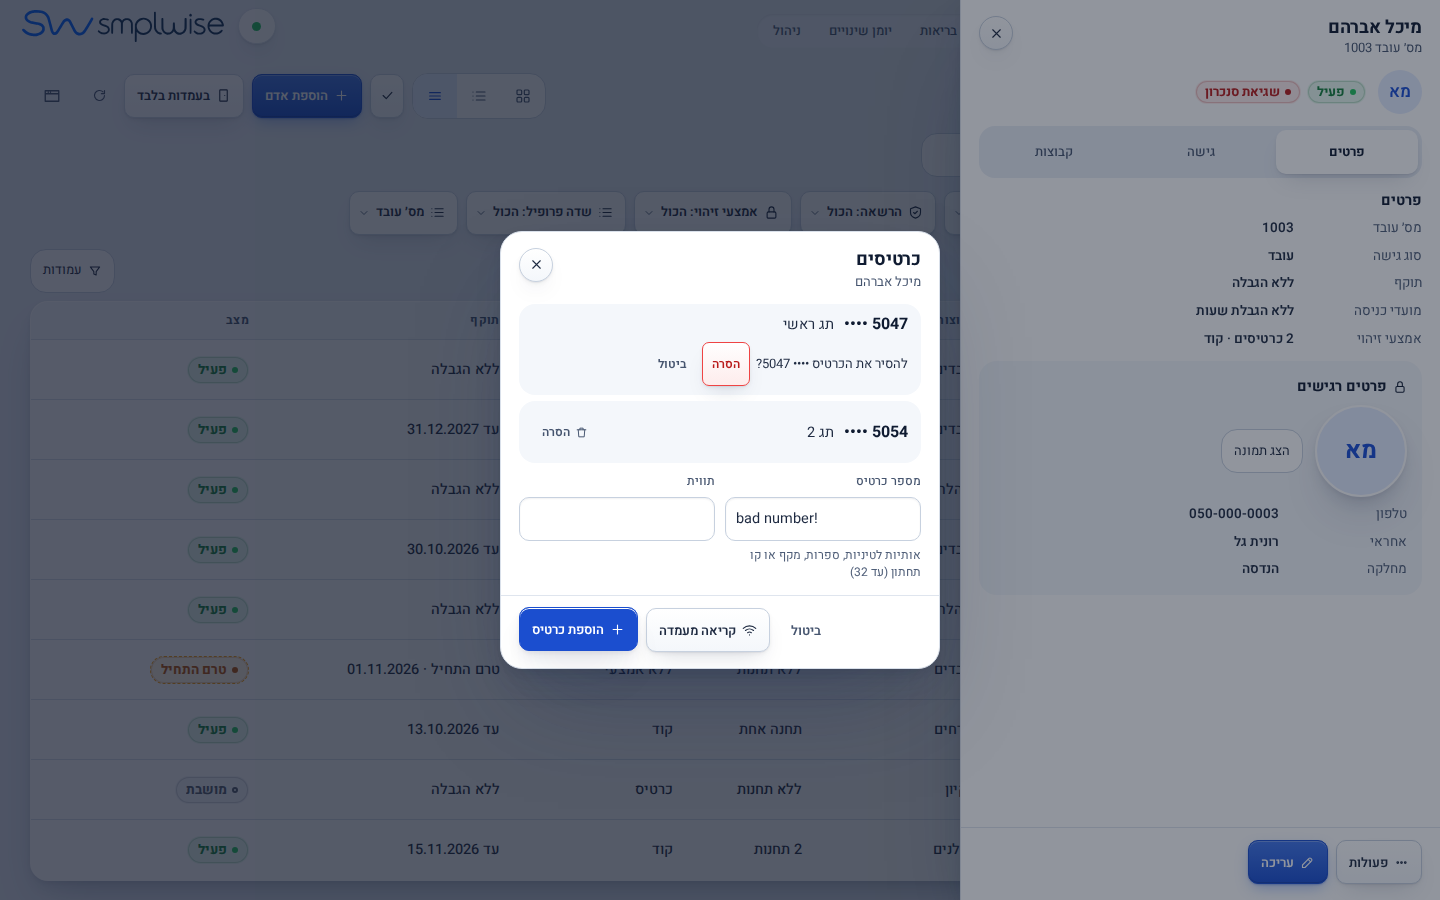 smplwise
ניהול
יומן שינויים
בריאות
בעמדות בלבד
הוספת אדם
הרשאה: הכול
אמצעי זיהוי: הכול
שדה פרופיל: הכול
מס׳ עובד
עמודות
תוקף
מצב
ללא הגבלה
פעיל
עד 31.12.2027
פעיל
ללא הגבלה
פעיל
עד 30.10.2026
פעיל
ללא הגבלה
פעיל
טרם התחיל · 01.11.2026
טרם התחיל
תחנה אחת
קוד
עד 13.10.2026
פעיל
ללא תחנות
כרטיס
ללא הגבלה
מושבת
2 תחנות
קוד
עד 15.11.2026
פעיל
כרטיסים
מיכל אברהם
•••• 5047 תג ראשי
להסיר את הכרטיס •••• 5047?
הסרה
ביטול
•••• 5054 תג 2
הסרה
מספר כרטיס
תווית
bad number!
אותיות לטיניות, ספרות, מקף או קו
תחתון (עד 32)
ביטול
קריאה מעמדה
הוספת כרטיס
מיכל אברהם
מס׳ עובד 1003
מא
פעיל
שגיאת סנכרון
פרטים
גישה
קבוצות
פרטים
מס׳ עובד
1003
סוג גישה
עובד
תוקף
ללא הגבלה
מועדי כניסה
ללא הגבלת שעות
אמצעי זיהוי
2 כרטיסים · קוד
פרטים רגישים
מא
הצג תמונה
טלפון
050-000-0003
אחראי
רונית גל
מחלקה
הנדסה
פעולות
עריכה